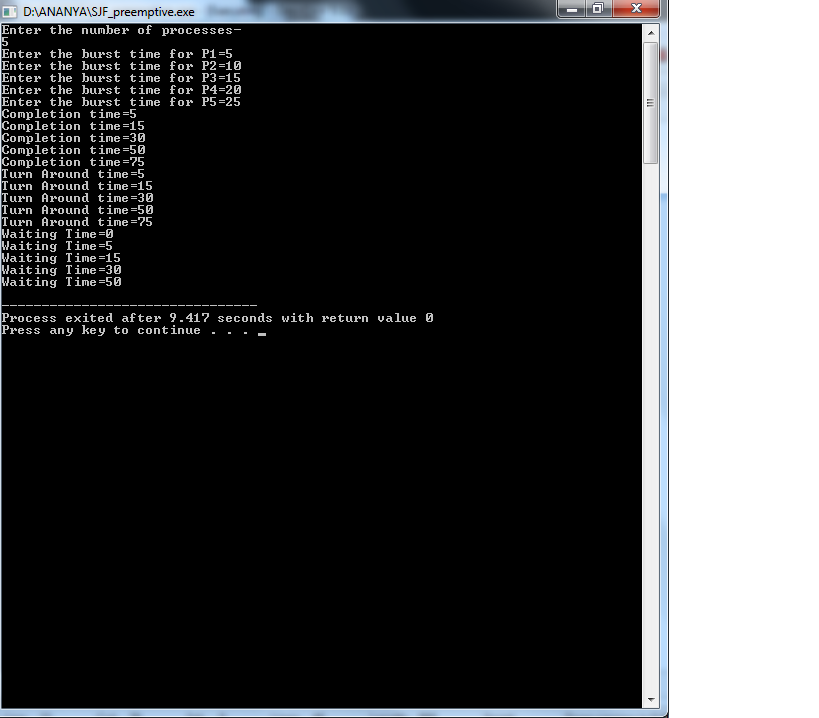 D:\ANANYA\SJF_preemptive.exe
Enter the number of processes-
5
Enter the burst time for P1=5
Enter the burst time for P2=10
Enter the burst time for P3=15
Enter the burst time for P4=20
Enter the burst time for P5=25
Completion time=5
Completion time=15
Completion time=30
Completion time=50
Completion time=75
Turn Around time=5
Turn Around time=15
Turn Around time=30
Turn Around time=50
Turn Around time=75
Waiting Time=0
Waiting Time=5
Waiting Time=15
Waiting Time=30
Waiting Time=50
--------------------------------
Process exited after 9.417 seconds with return value 0
Press any key to continue . . . _